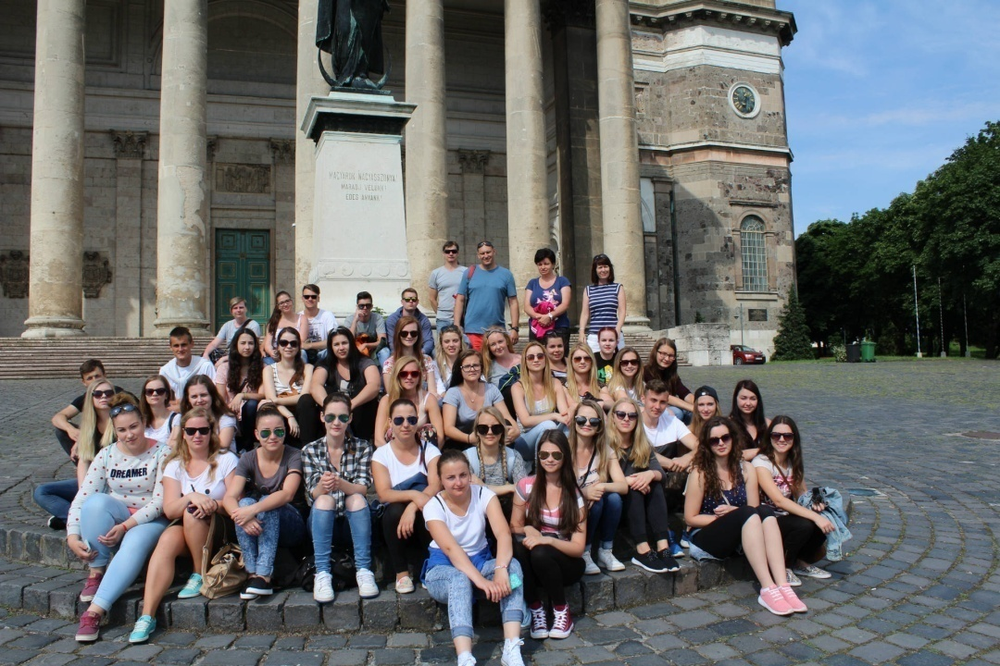 MAGYAROK NAGYASSZONYA
MARADJ VELÜNK!
ÉDES ANYÁNK!
DREAMER